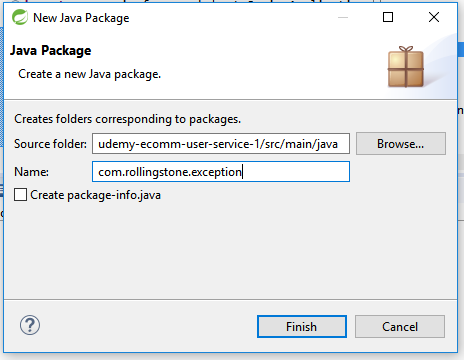 New Java Package
Java Package
Create a new Java package.
Creates folders corresponding to packages.
Source folder: udemy-ecomm-user-service-1/src/main/java Browse...
Name: com.rollingstone.exception
Create package-info.java
? Finish Cancel